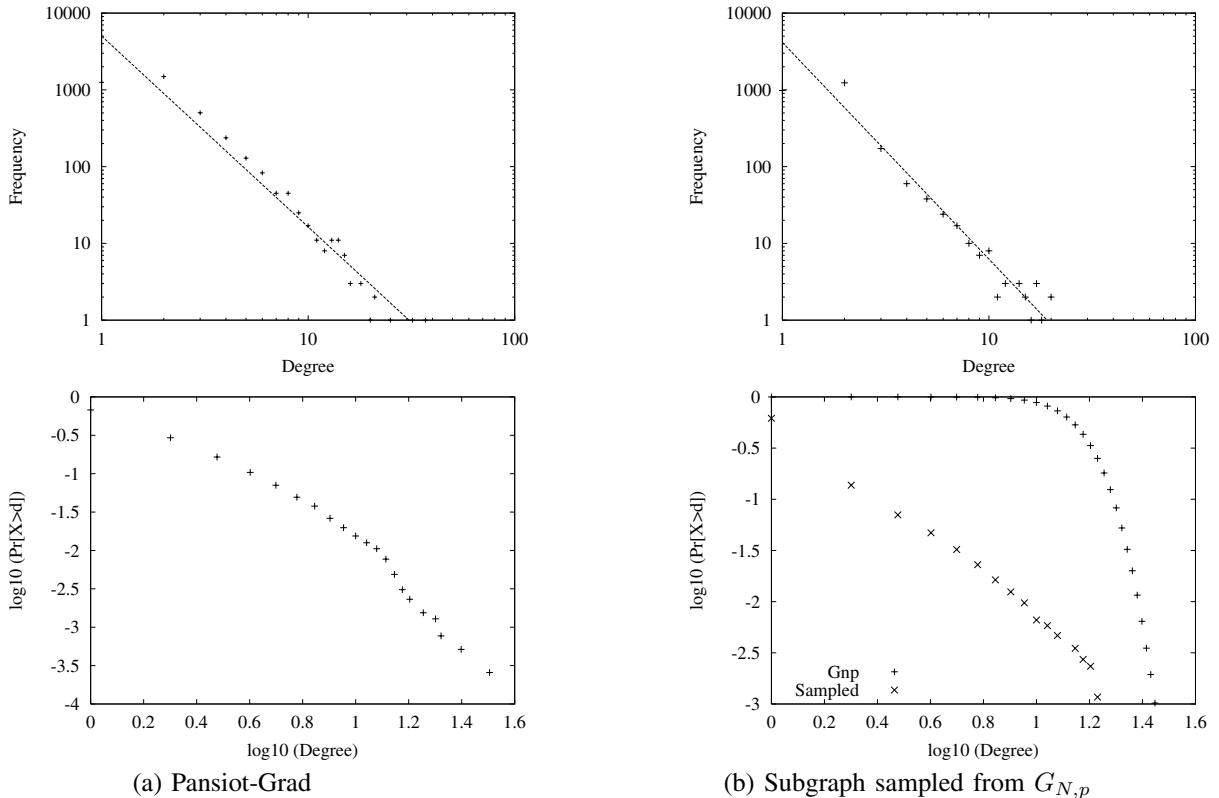 10000
1000
100
10
1
1
10
100
Frequency
Degree
10000
1000
100
10
1
1
10
100
Frequency
Degree
0
-0.5
-1
-1.5
-2
-2.5
-3
-3.5
-4
0 0.2 0.4 0.6 0.8 1 1.2 1.4 1.6
log10 (Pr[X>d])
log10 (Degree)
(a) Pansiot-Grad
0
-0.5
-1
-1.5
-2
-2.5
-3
0 0.2 0.4 0.6 0.8 1 1.2 1.4 1.6
log10 (Pr[X>d])
log10 (Degree)
Gnp
Sampled
(b) Subgraph sampled from G_{N,p}